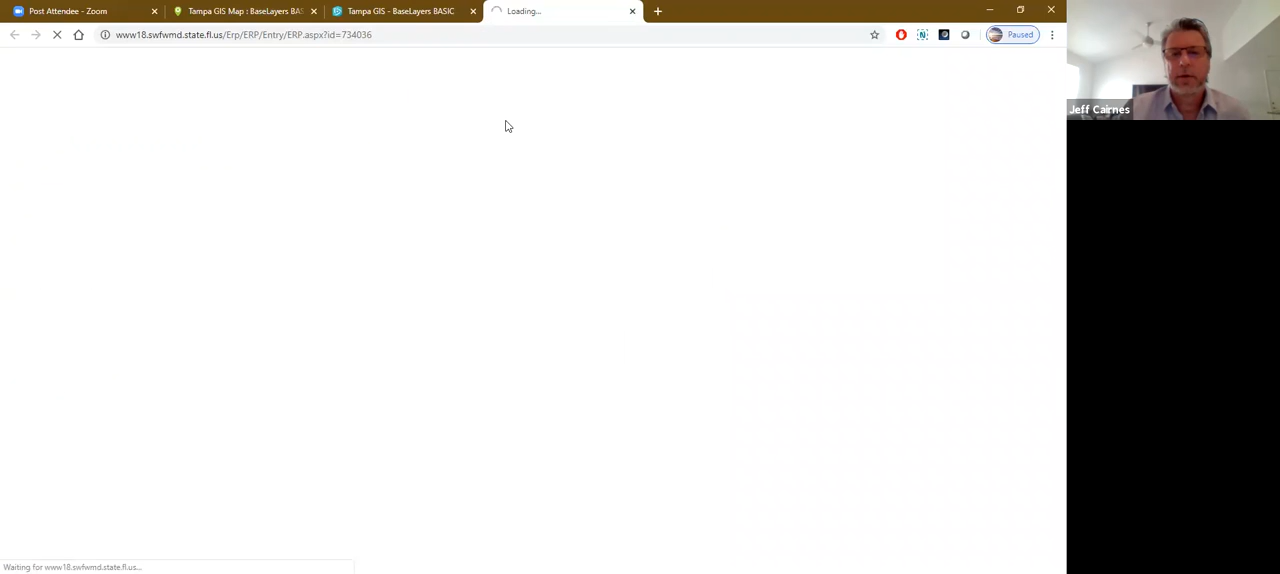 Post Attendee - Zoom
Tampa GIS Map : BaseLayers BAS
Tampa GIS - BaseLayers BASIC
Loading...
www18.swfwmd.state.fl.us/Erp/ERP/Entry/ERP.aspx?id=734036
N
Paused
Jeff Cairnes
Waiting for www18.swfwmd.state.fl.us...